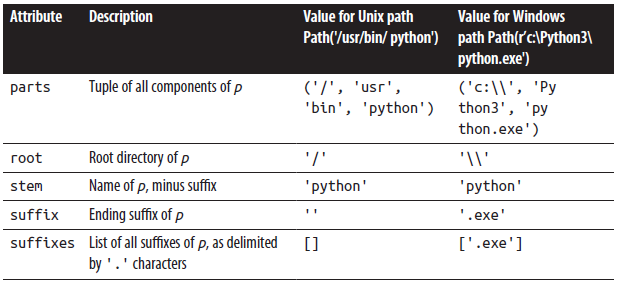 Attribute Description Value for Unix path Value for Windows
Path('/usr/bin/ python') path Path(r'c:\Python3\
python.exe')
parts Tuple of all components of p ('/', 'usr', ('c:\\', 'Py
'bin', 'python') thon3', 'py
thon.exe')
root Root directory of p '/' '\\'
stem Name of p, minus suffix 'python' 'python'
suffix Ending suffix of p '' '.exe'
suffixes List of all suffixes of p, as delimited [] ['.exe']
by '.' characters